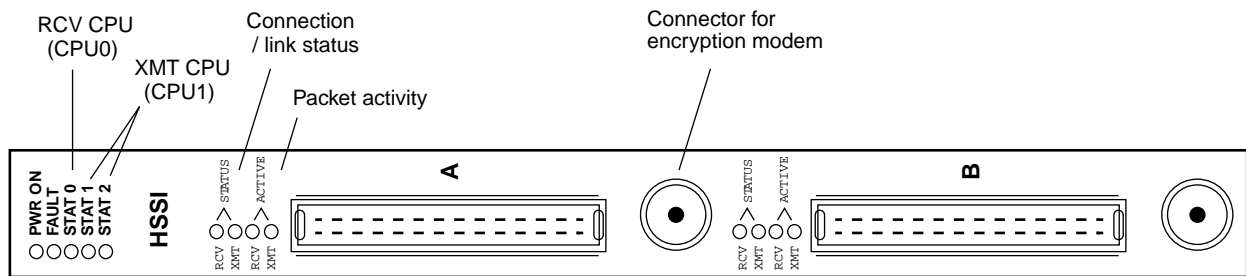 RCV CPU
(CPU0)
XMT CPU
(CPU1)
Connection
/ link status
Packet activity
Connector for
encryption modem
PWR ON
FAULT
STAT 0
STAT 1
STAT 2
HSSI
STATUS
ACTIVE
RCV
XMT
RCV
XMT
A
STATUS
ACTIVE
RCV
XMT
RCV
XMT
B